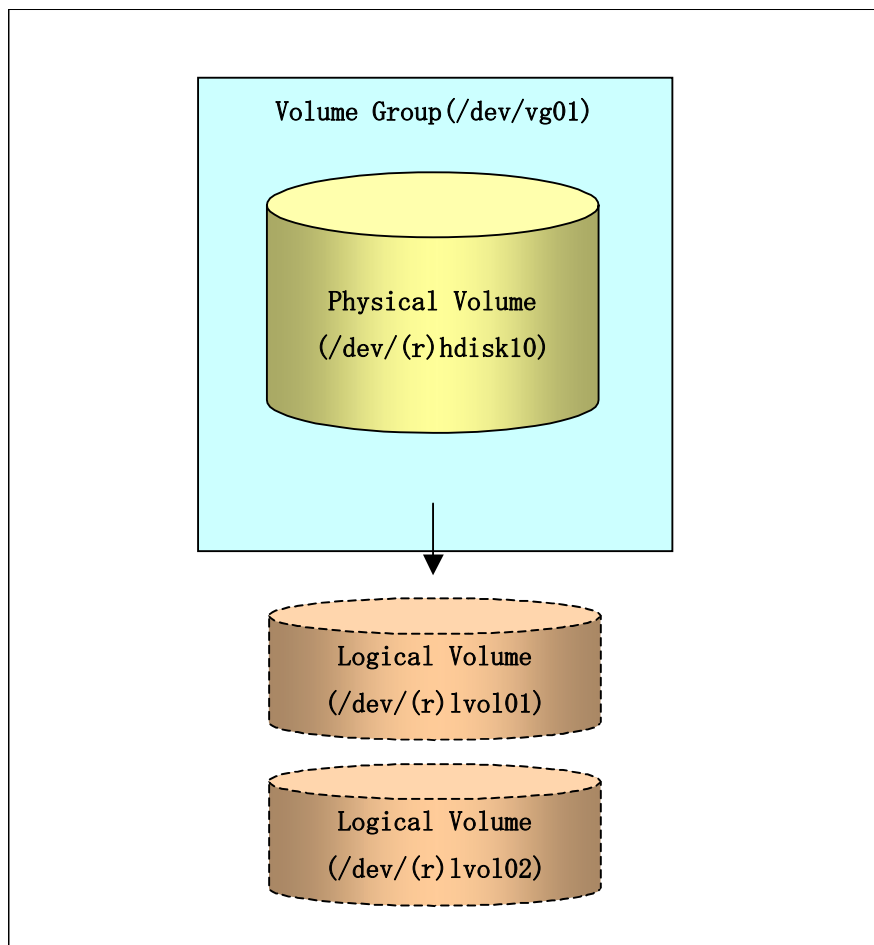 Volume Group(/dev/vg01)
Physical Volume
(/dev/(r)hdisk10)
Logical Volume
(/dev/(r)lvol01)
Logical Volume
(/dev/(r)lvol02)